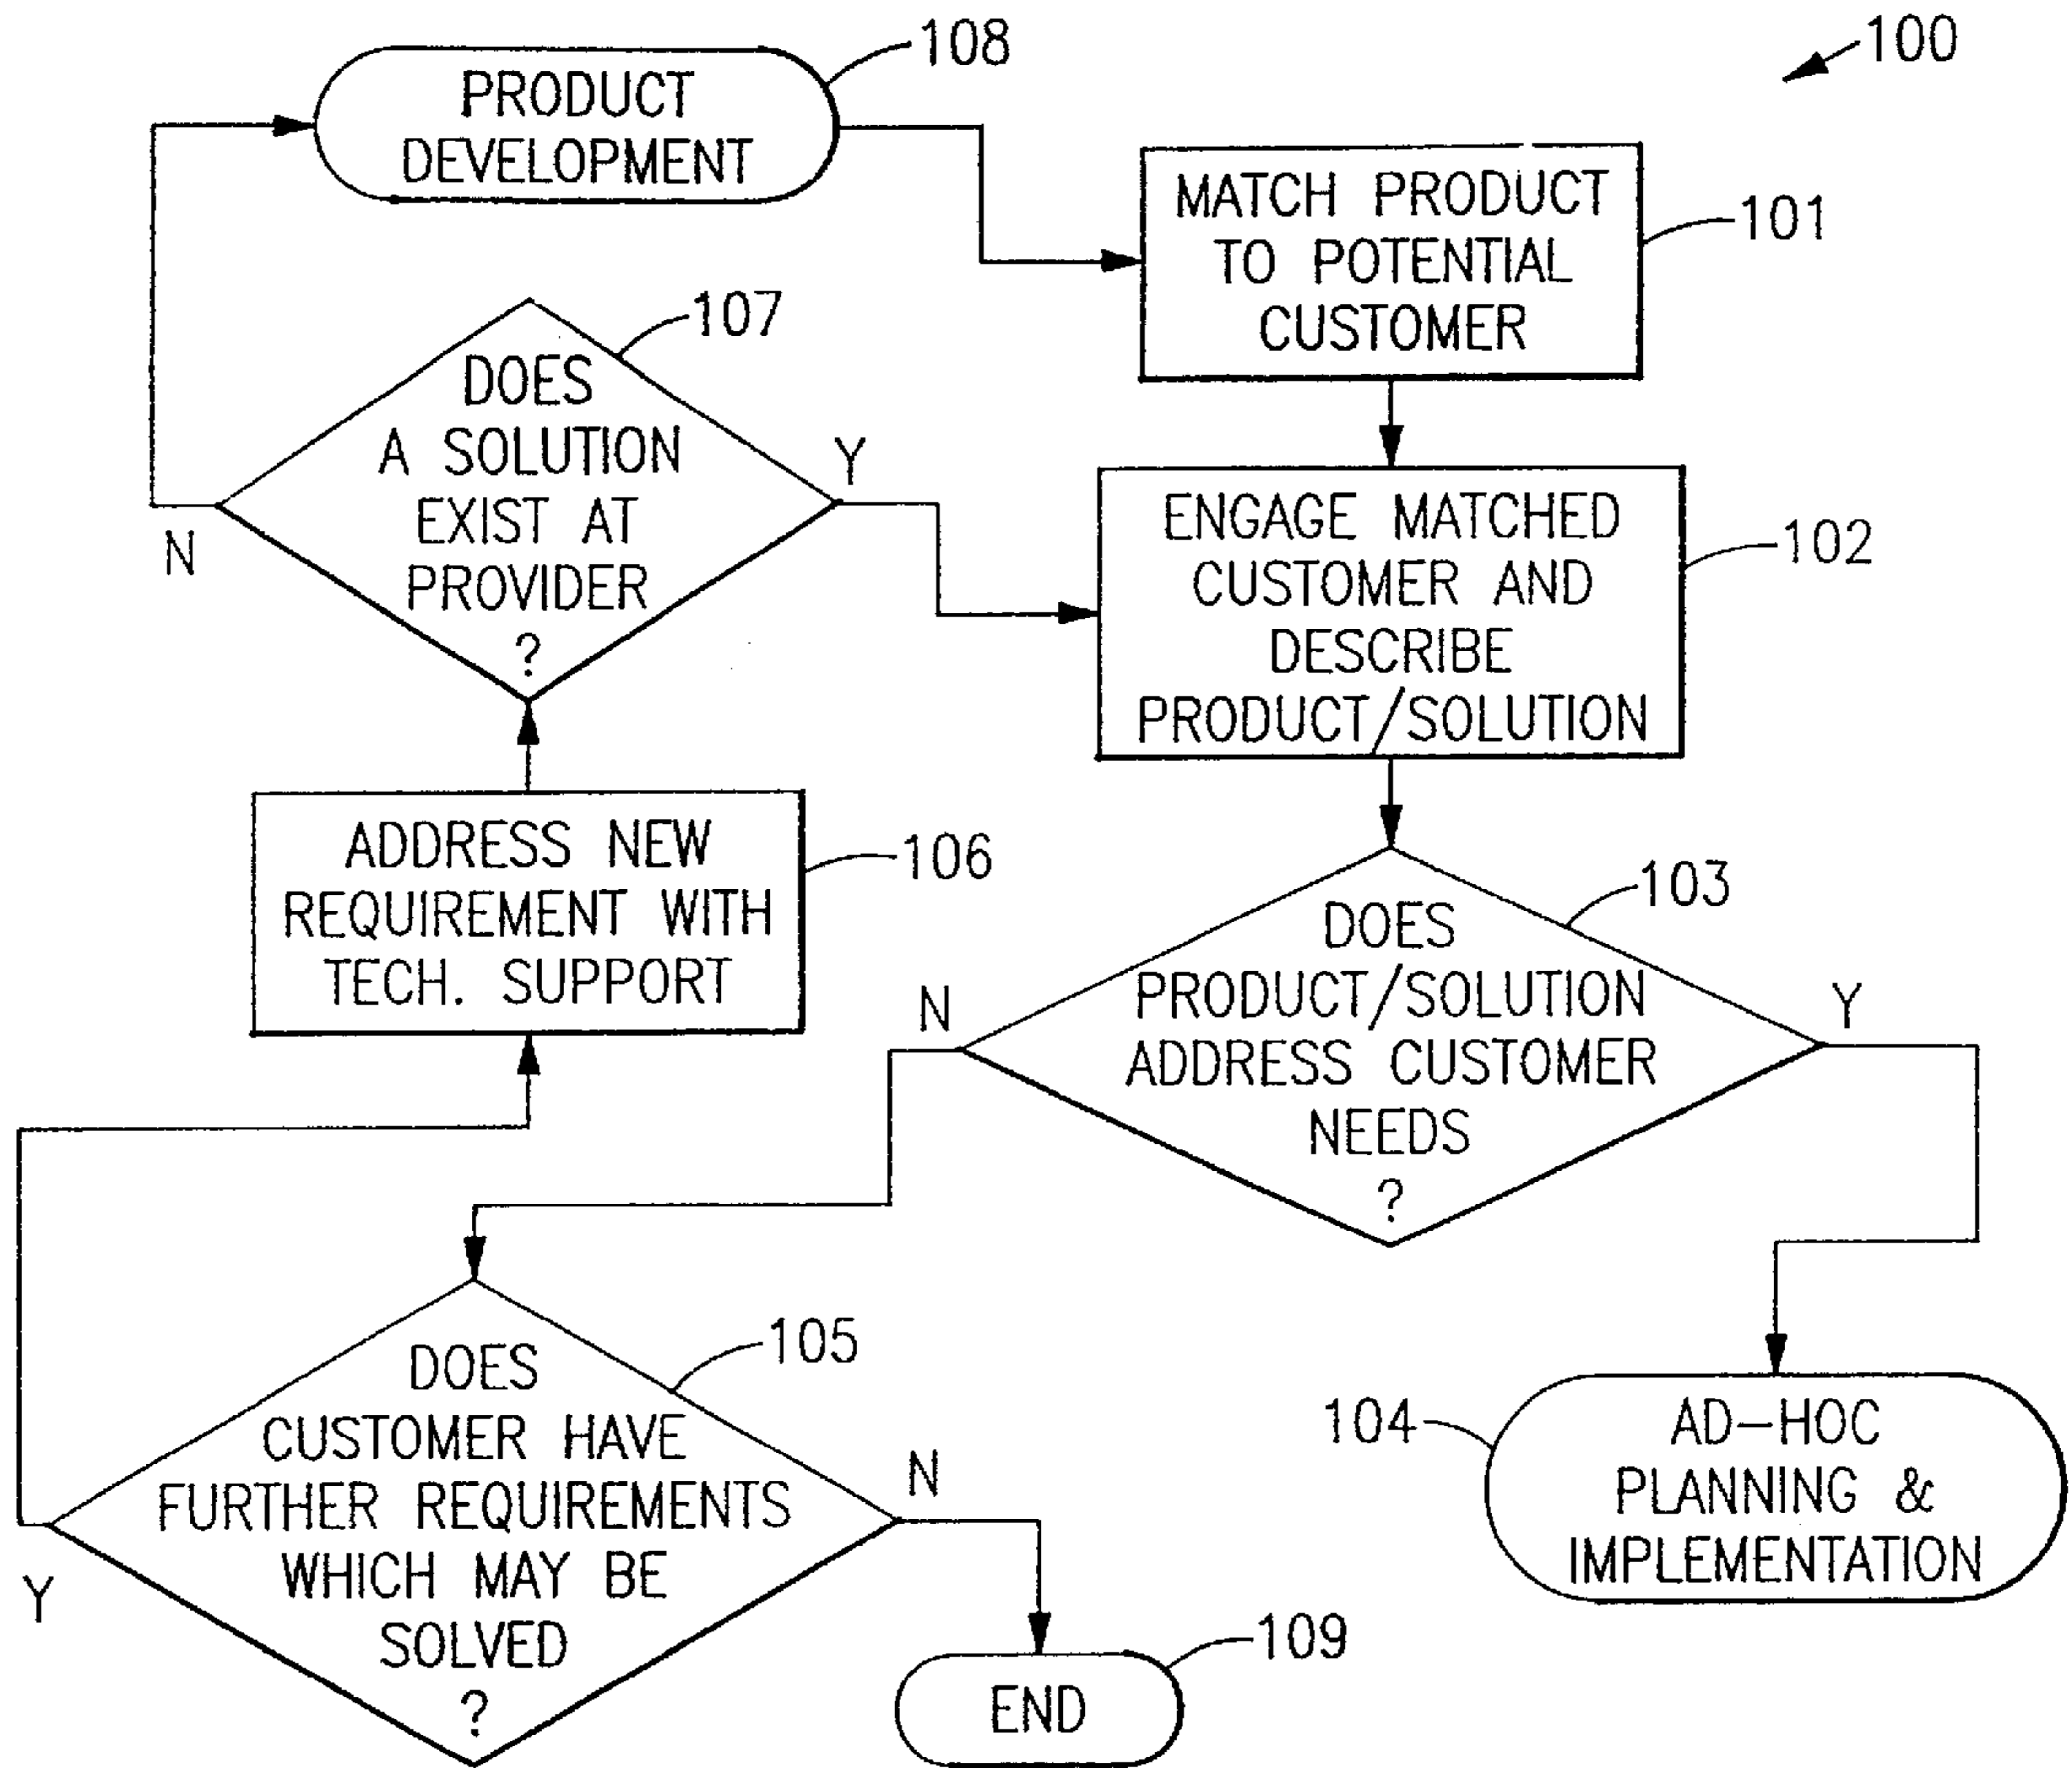 100
108
PRODUCT
DEVELOPMENT
MATCH PRODUCT
TO POTENTIAL
CUSTOMER
101
107
DOES
A SOLUTION
EXIST AT
PROVIDER
?
Y
N
ENGAGE MATCHED
CUSTOMER AND
DESCRIBE
PRODUCT/SOLUTION
102
ADDRESS NEW
REQUIREMENT WITH
TECH. SUPPORT
106
103
DOES
PRODUCT/SOLUTION
ADDRESS CUSTOMER
NEEDS
?
N
Y
105
DOES
CUSTOMER HAVE
FURTHER REQUIREMENTS
WHICH MAY BE
SOLVED
?
N
Y
104
AD-HOC
PLANNING &
IMPLEMENTATION
109
END